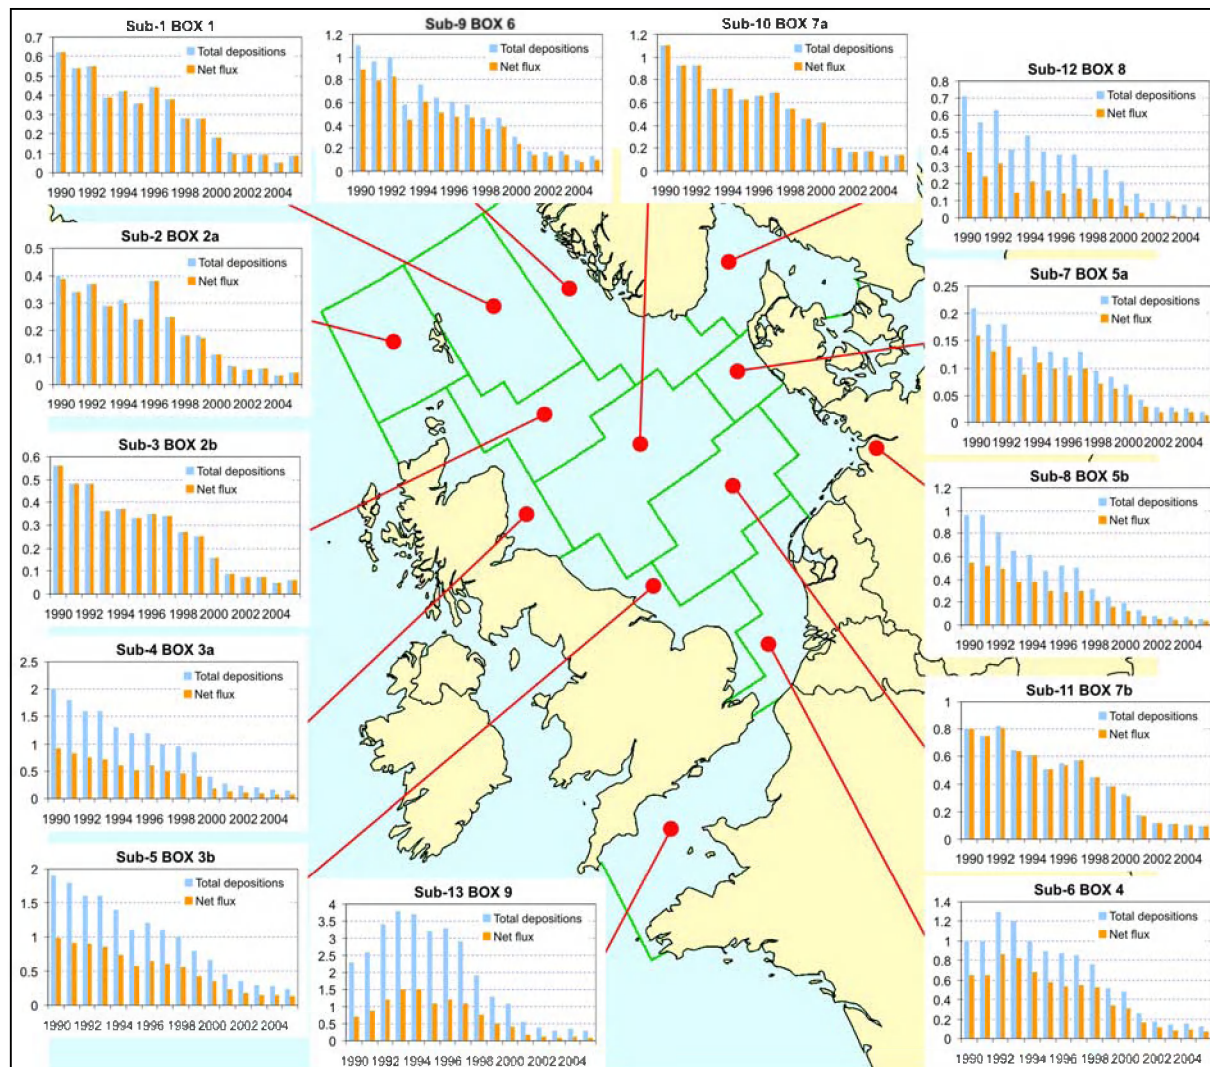 Sub-1 BOX 1
0.7
0.6
0.5
0.4
0.3
0.2
0.1
0
Total depositions
Net flux
1990 1992 1994 1996 1998 2000 2002 2004
Sub-9 BOX 6
1.2
1
0.8
0.6
0.4
0.2
0
Total depositions
Net flux
1990 1992 1994 1996 1998 2000 2002 2004
Sub-10 BOX 7a
1.2
1
0.8
0.6
0.4
0.2
0
Total depositions
Net flux
1990 1992 1994 1996 1998 2000 2002 2004
Sub-12 BOX 8
0.8
0.7
0.6
0.5
0.4
0.3
0.2
0.1
0
Total depositions
Net flux
1990 1992 1994 1996 1998 2000 2002 2004
Sub-2 BOX 2a
0.5
0.4
0.3
0.2
0.1
0
Total depositions
Net flux
1990 1992 1994 1996 1998 2000 2002 2004
Sub-7 BOX 5a
0.25
0.2
0.15
0.1
0.05
0
Total depositions
Net flux
1990 1992 1994 1996 1998 2000 2002 2004
Sub-3 BOX 2b
0.6
0.5
0.4
0.3
0.2
0.1
0
Total depositions
Net flux
1990 1992 1994 1996 1998 2000 2002 2004
Sub-8 BOX 5b
1.2
1
0.8
0.6
0.4
0.2
0
Total depositions
Net flux
1990 1992 1994 1996 1998 2000 2002 2004
Sub-4 BOX 3a
2.5
2
1.5
1
0.5
0
Total depositions
Net flux
1990 1992 1994 1996 1998 2000 2002 2004
Sub-11 BOX 7b
1
0.8
0.6
0.4
0.2
0
Total depositions
Net flux
1990 1992 1994 1996 1998 2000 2002 2004
Sub-5 BOX 3b
2
1.5
1
0.5
0
Total depositions
Net flux
1990 1992 1994 1996 1998 2000 2002 2004
Sub-13 BOX 9
4
3.5
3
2.5
2
1.5
1
0.5
0
Total depositions
Net flux
1990 1992 1994 1996 1998 2000 2002 2004
Sub-6 BOX 4
1.4
1.2
1
0.8
0.6
0.4
0.2
0
Total depositions
Net flux
1990 1992 1994 1996 1998 2000 2002 2004